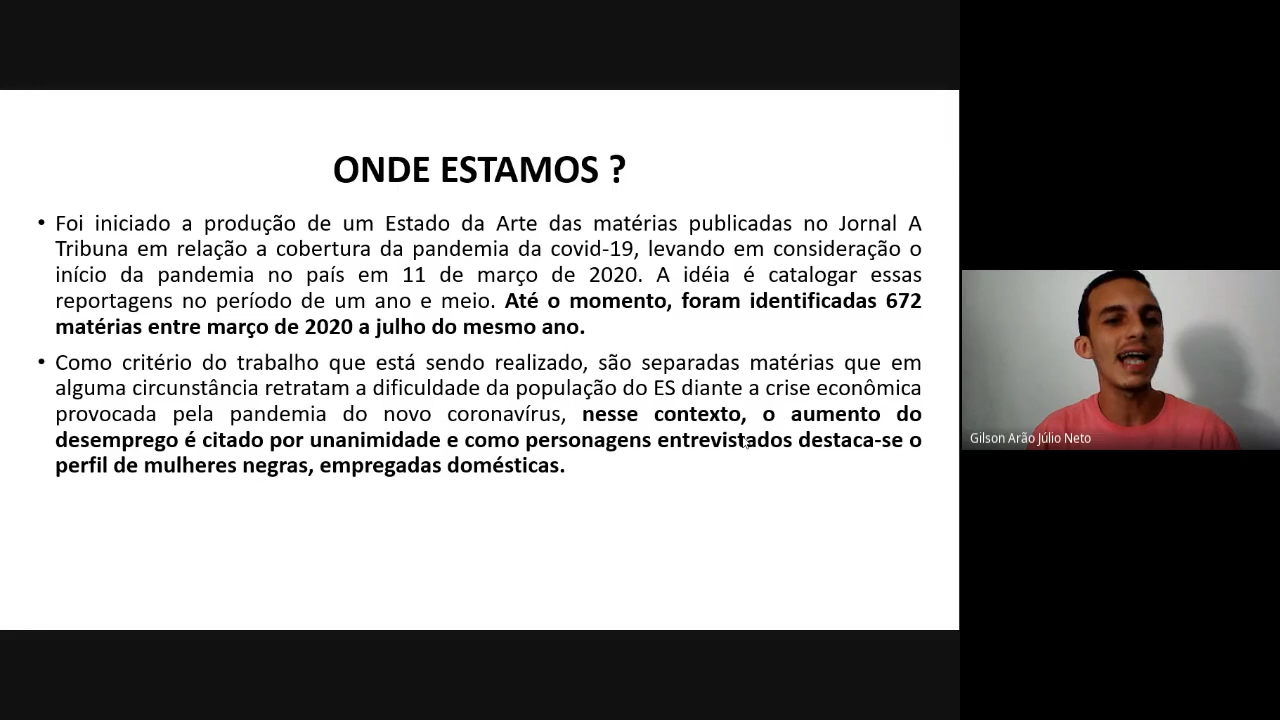 ONDE ESTAMOS ?
• Foi iniciado a produção de um Estado da Arte das matérias publicadas no Jornal A
Tribuna em relação a cobertura da pandemia da covid-19, levando em consideração o
início da pandemia no país em 11 de março de 2020. A idéia é catalogar essas
reportagens no período de um ano e meio. Até o momento, foram identificadas 672
matérias entre março de 2020 a julho do mesmo ano.
• Como critério do trabalho que está sendo realizado, são separadas matérias que em
alguma circunstância retratam a dificuldade da população do ES diante a crise econômica
provocada pela pandemia do novo coronavírus, nesse contexto, o aumento do
desemprego é citado por unanimidade e como personagens entrevistados destaca-se o
perfil de mulheres negras, empregadas domésticas.
Gilson Arão Júlio Neto